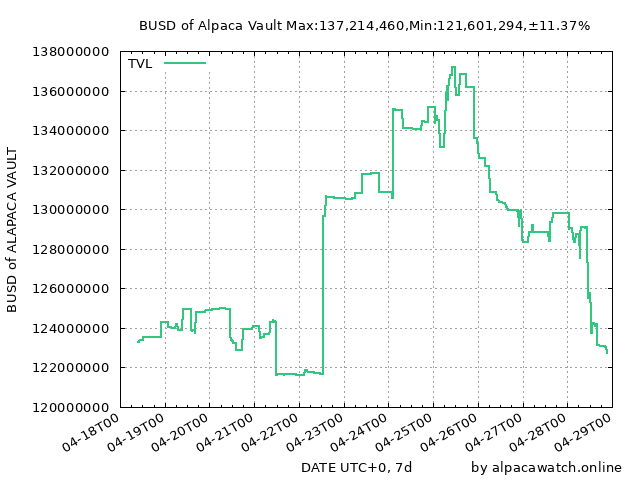 BUSD of Alpaca Vault Max:137,214,460,Min:121,601,294,±11.37%
138000000
TVL
136000000
134000000
132000000
130000000
128000000
126000000
124000000
122000000
120000000
BUSD of ALAPACA VAULT
04-18T00
04-19T00
04-20T00
04-21T00
04-22T00
04-23T00
04-24T00
04-25T00
04-26T00
04-27T00
04-28T00
04-29T00
DATE UTC+0, 7d
by alpacawatch.online